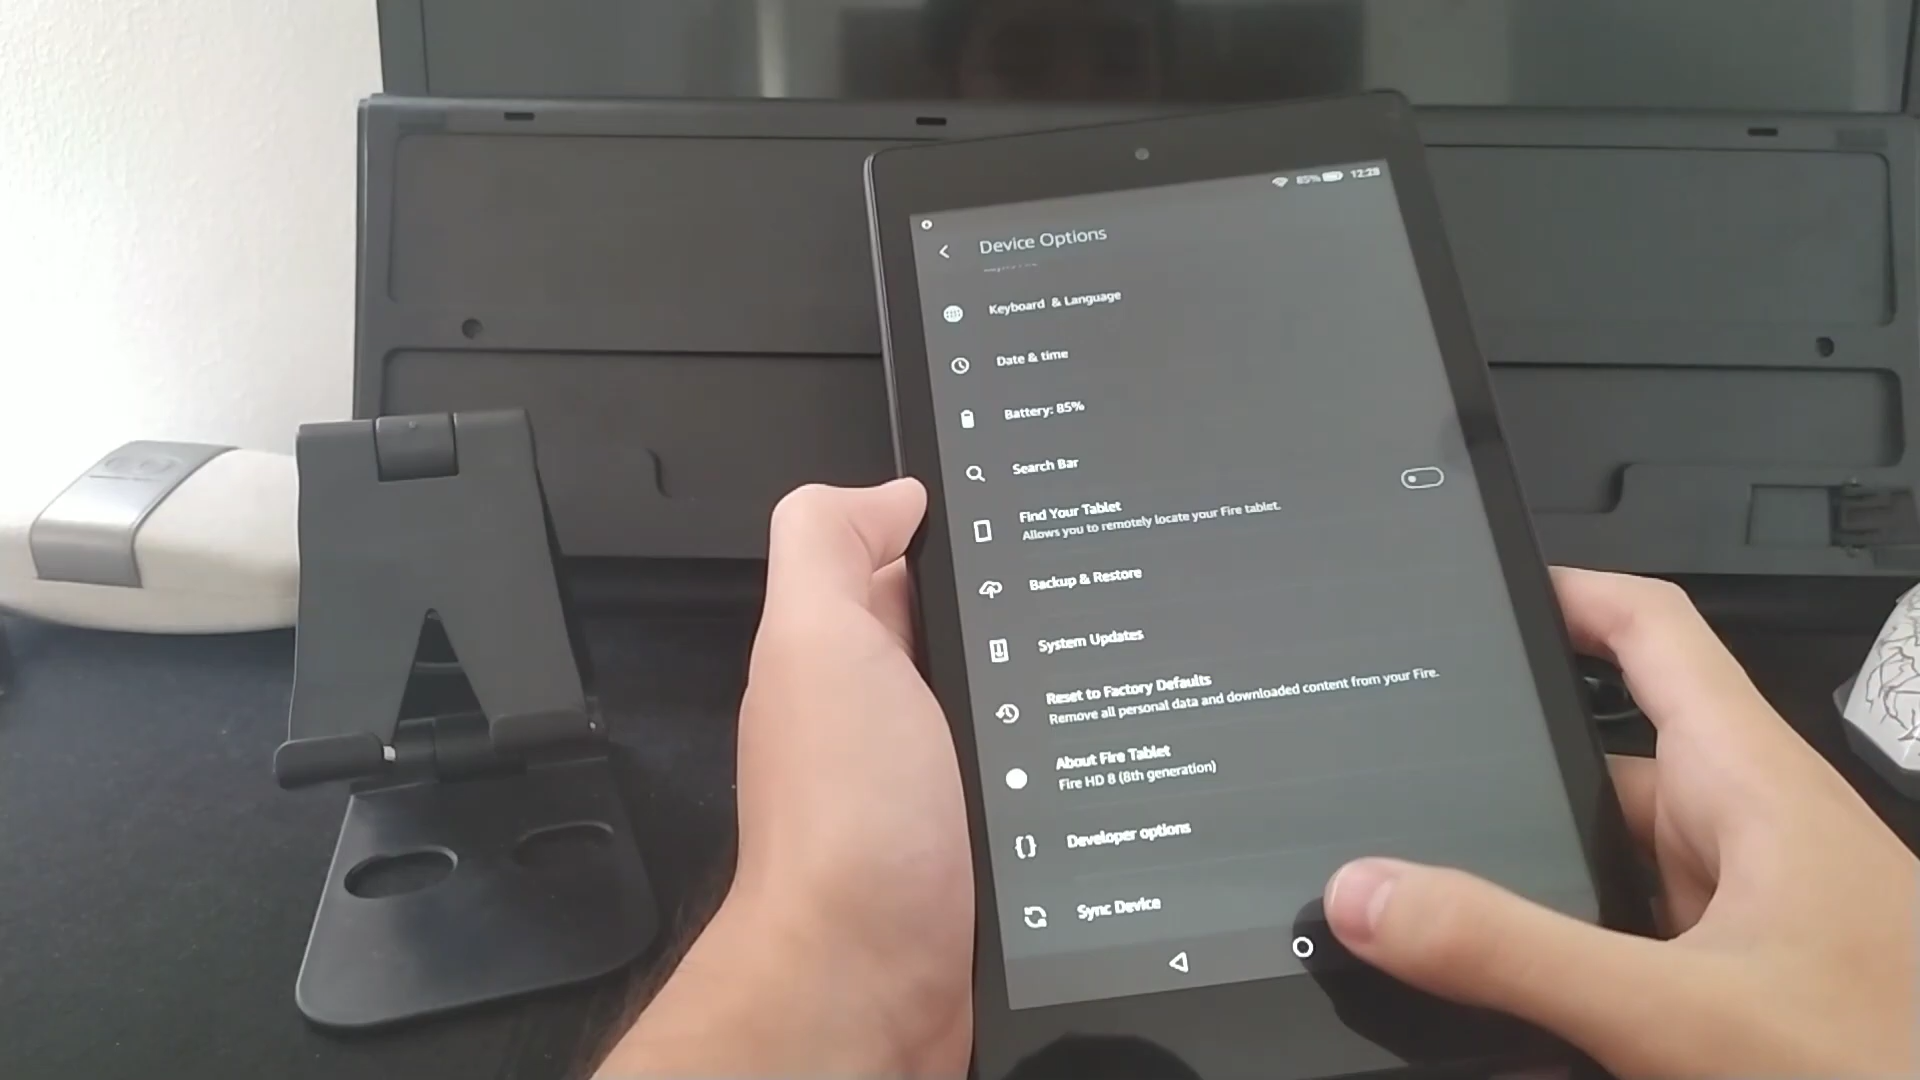 85% 12:28
Device Options
Keyboard & Language
Date & time
Battery: 85%
Search Bar
Find Your Tablet
Allows you to remotely locate your Fire tablet.
Backup & Restore
System Updates
Reset to Factory Defaults
Remove all personal data and downloaded content from your Fire.
About Fire Tablet
Fire HD 8 (8th generation)
Developer options
Sync Device